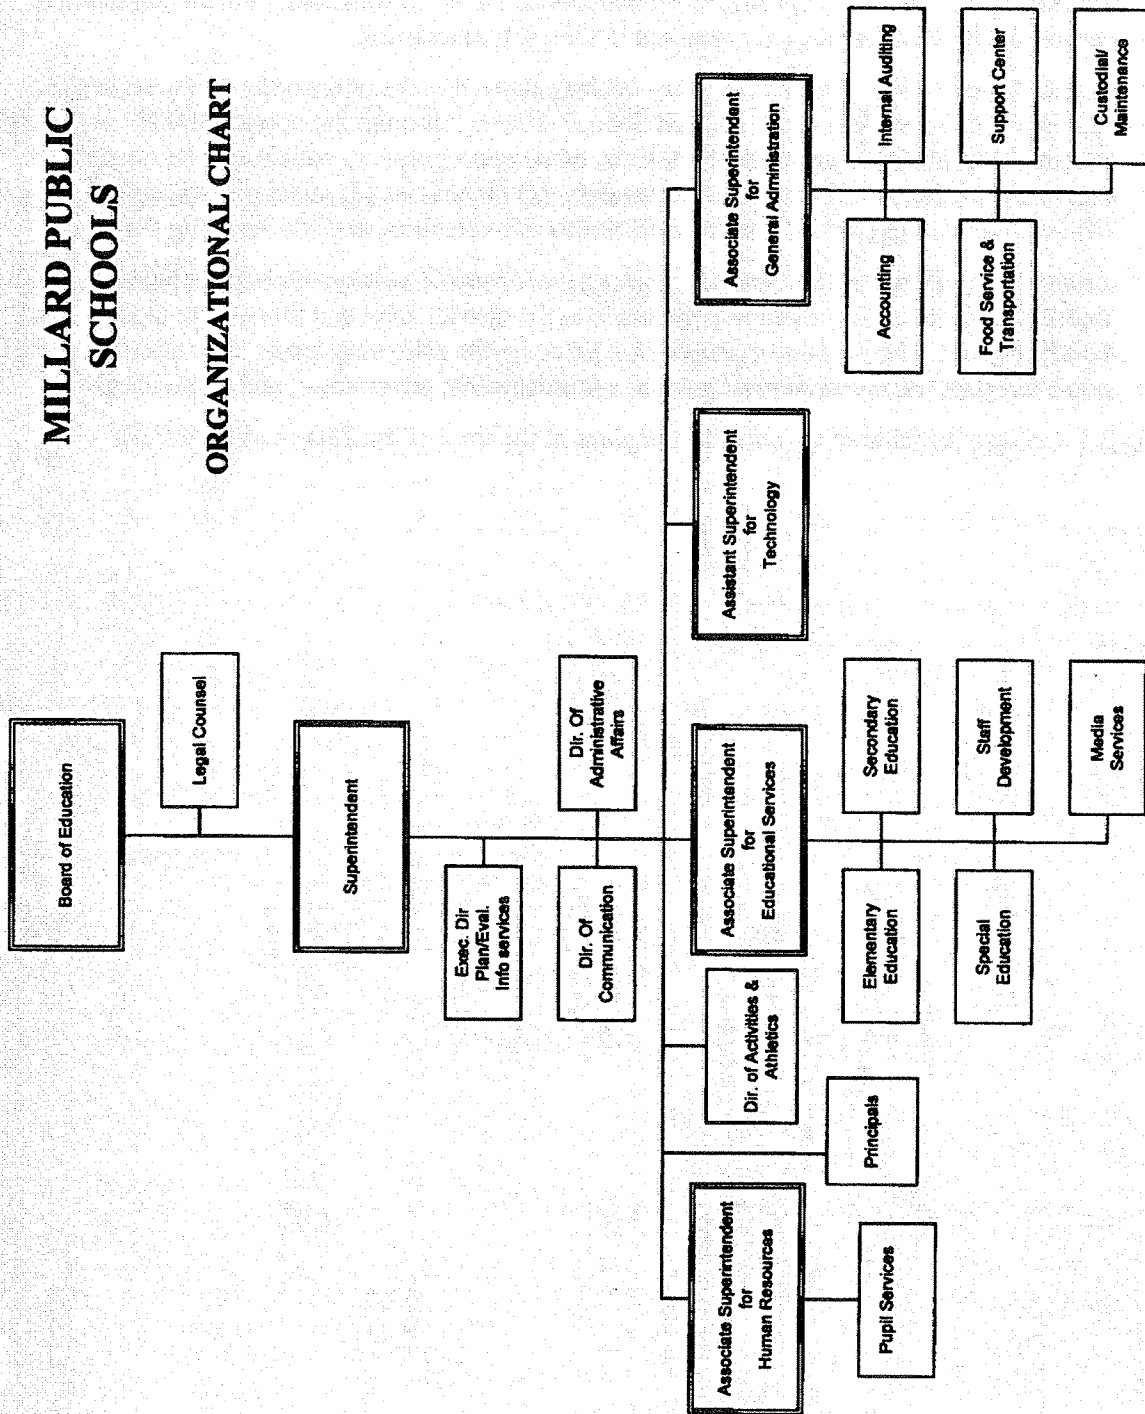 MILLARD PUBLIC
SCHOOLS
ORGANIZATIONAL CHART
Board of Education
Legal Counsel
Superintendent
Exec. Dir
Plan/Eval.
Info services
Dir. Of
Communication
Dir. Of
Administrative
Affairs
Associate Superintendent
for
Human Resources
Pupil Services
Principals
Dir. of Activities &
Athletics
Associate Superintendent
for
Educational Services
Elementary
Education
Secondary
Education
Special
Education
Staff
Development
Media
Services
Assistant Superintendent
for
Technology
Associate Superintendent
for
General Administration
Accounting
Internal Auditing
Food Service &
Transportation
Support Center
Custodial/
Maintenance